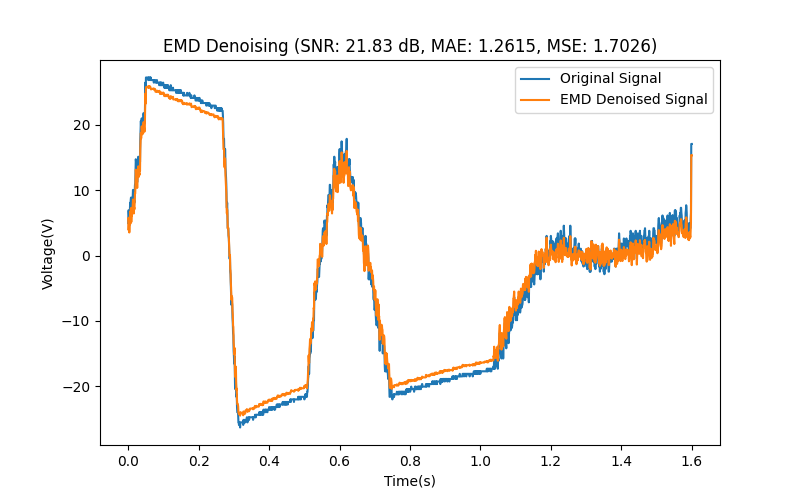 EMD Denoising (SNR: 21.83 dB, MAE: 1.2615, MSE: 1.7026)
Original Signal
EMD Denoised Signal
Voltage(V)
20
10
0
−10
−20
0.0 0.2 0.4 0.6 0.8 1.0 1.2 1.4 1.6
Time(s)